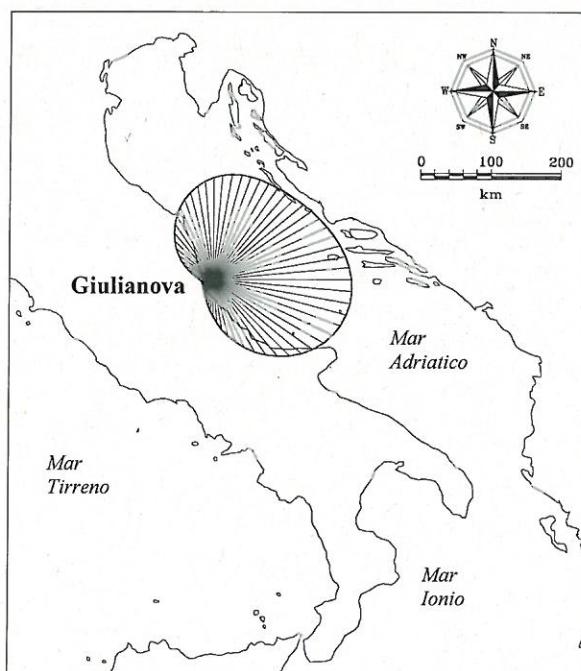 N
NW
NE
W
E
SW
SE
S
0
100
200
km
Giulianova
Mar
Adriatico
Mar
Tirreno
Mar
Ionio